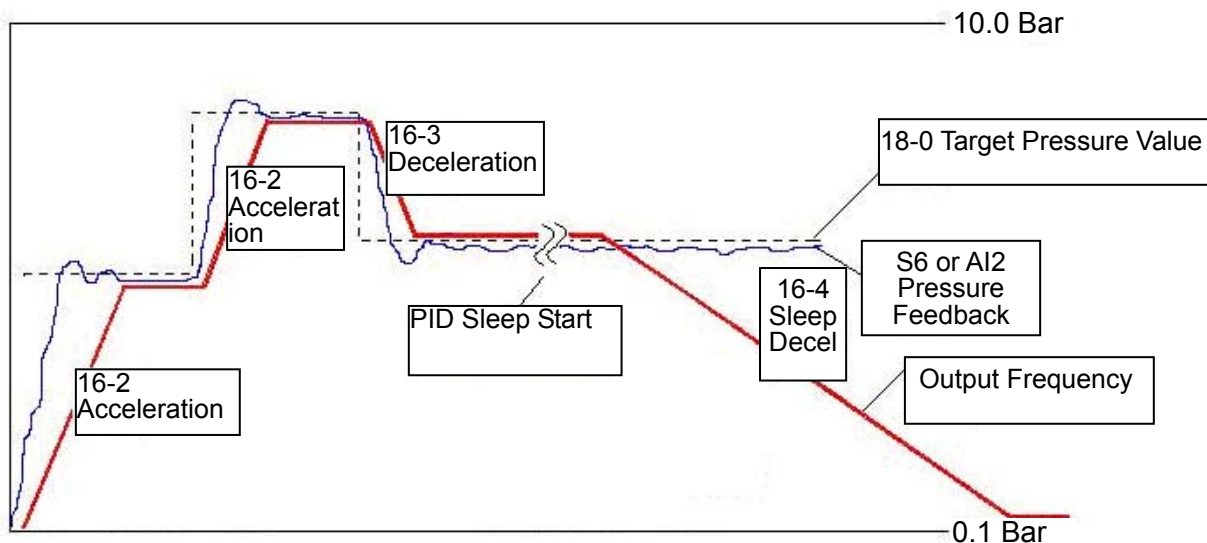 10.0 Bar
16-3
Deceleration
18-0 Target Pressure Value
16-2
Accelerat
ion
S6 or AI2
Pressure
Feedback
16-4
Sleep
Decel
PID Sleep Start
Output Frequency
16-2
Acceleration
0.1 Bar